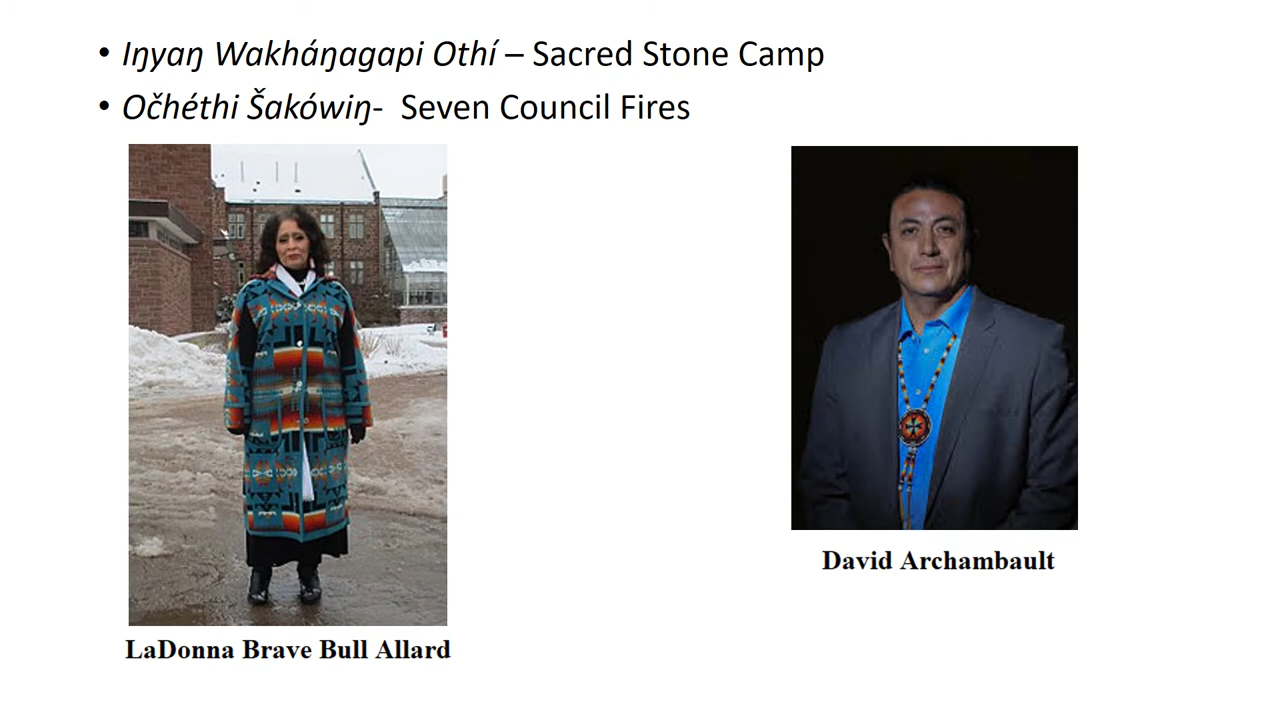 • Iŋyaŋ Wakháŋagapi Othí – Sacred Stone Camp
• Očhéthi Šakówiŋ-  Seven Council Fires
David Archambault
LaDonna Brave Bull Allard